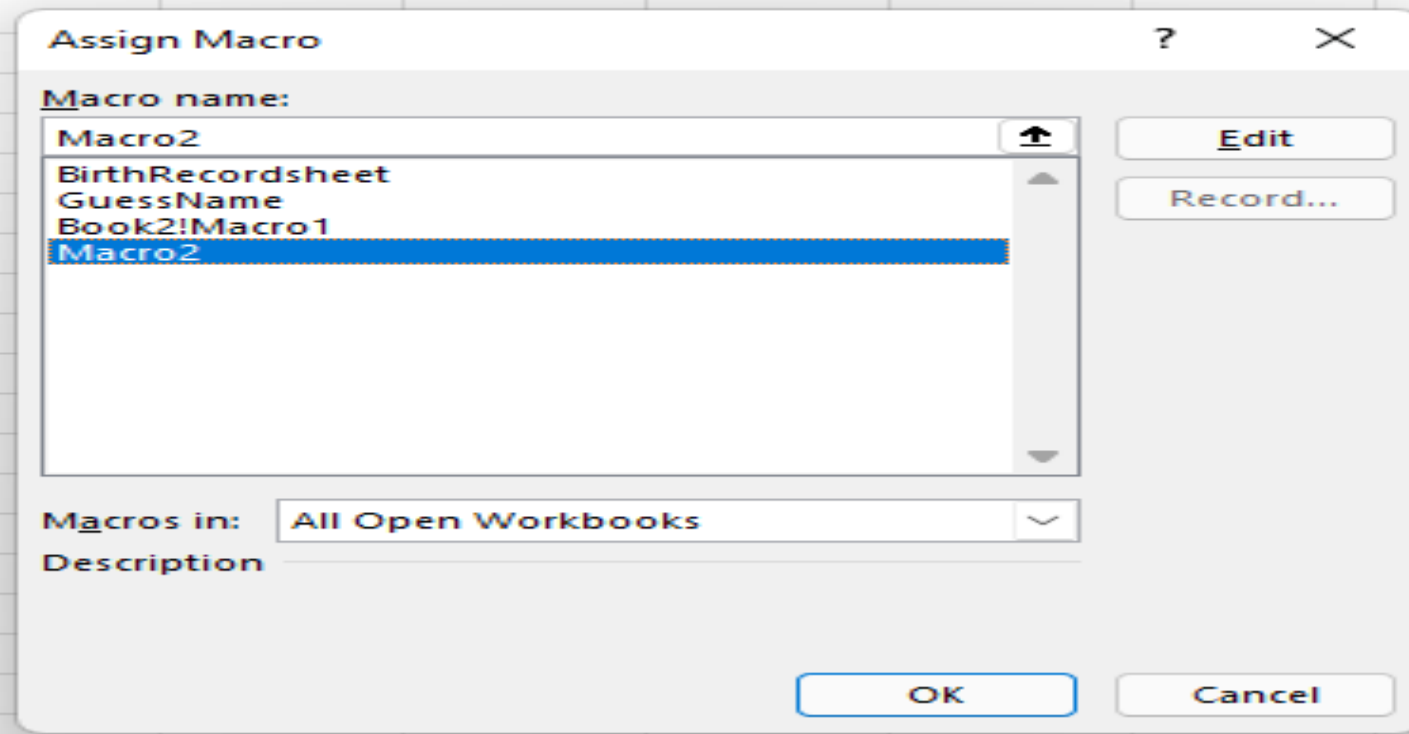 Assign Macro ? ×
Macro name:
Macro2
Edit
BirthRecordsheet
GuessName
Record...
Book2!Macro1
Macro2
Macros in: All Open Workbooks
Description
OK Cancel